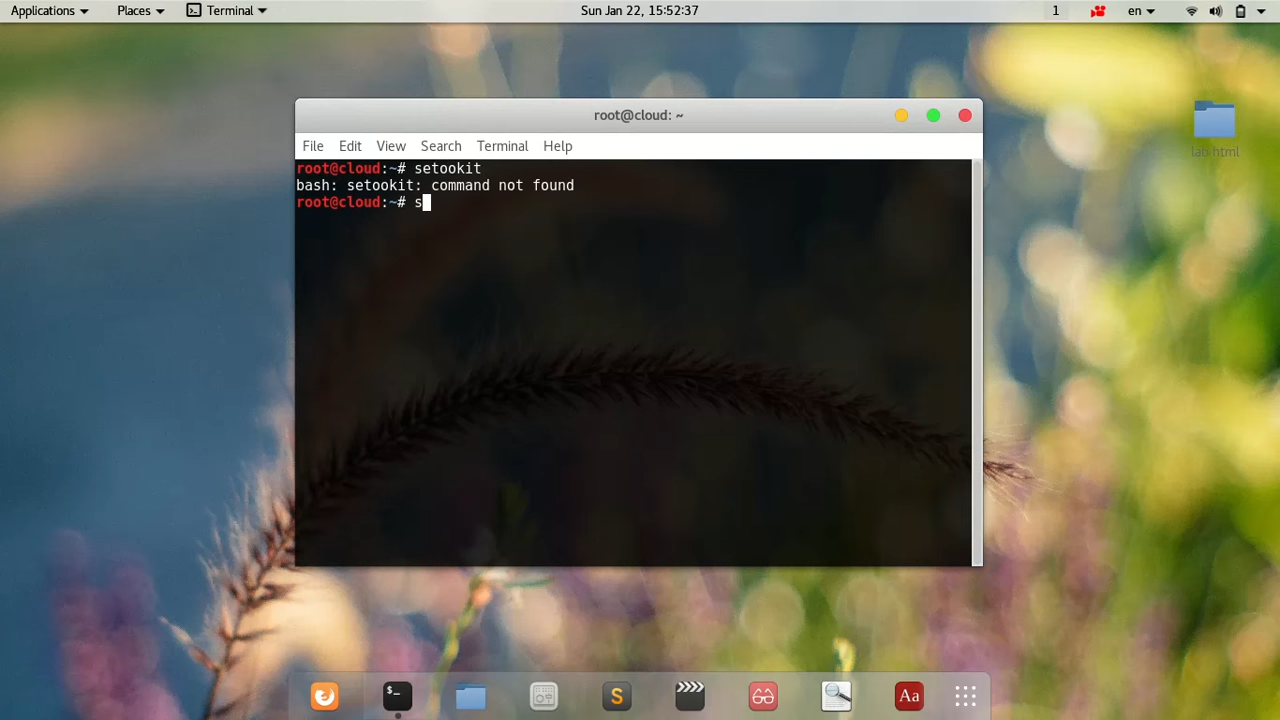 Applications Places Terminal Sun Jan 22, 15:52:37 1 en
root@cloud: ~
File Edit View Search Terminal Help
root@cloud:~# setookit
bash: setookit: command not found
root@cloud:~# s
lab html
$_ S Aa